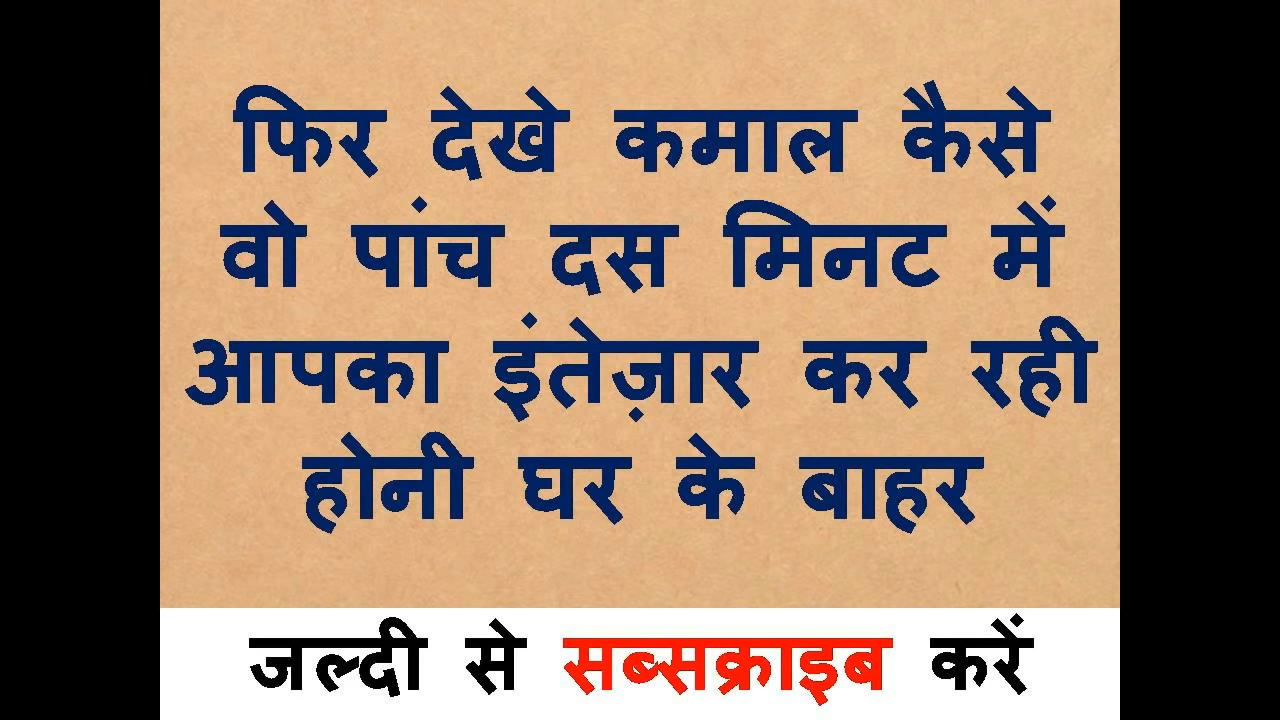 फिर देखे कमाल कैसे
वो पांच दस मिनट में
आपका इंतेज़ार कर रही
होनी घर के बाहर
जल्दी से सब्सक्राइब करें